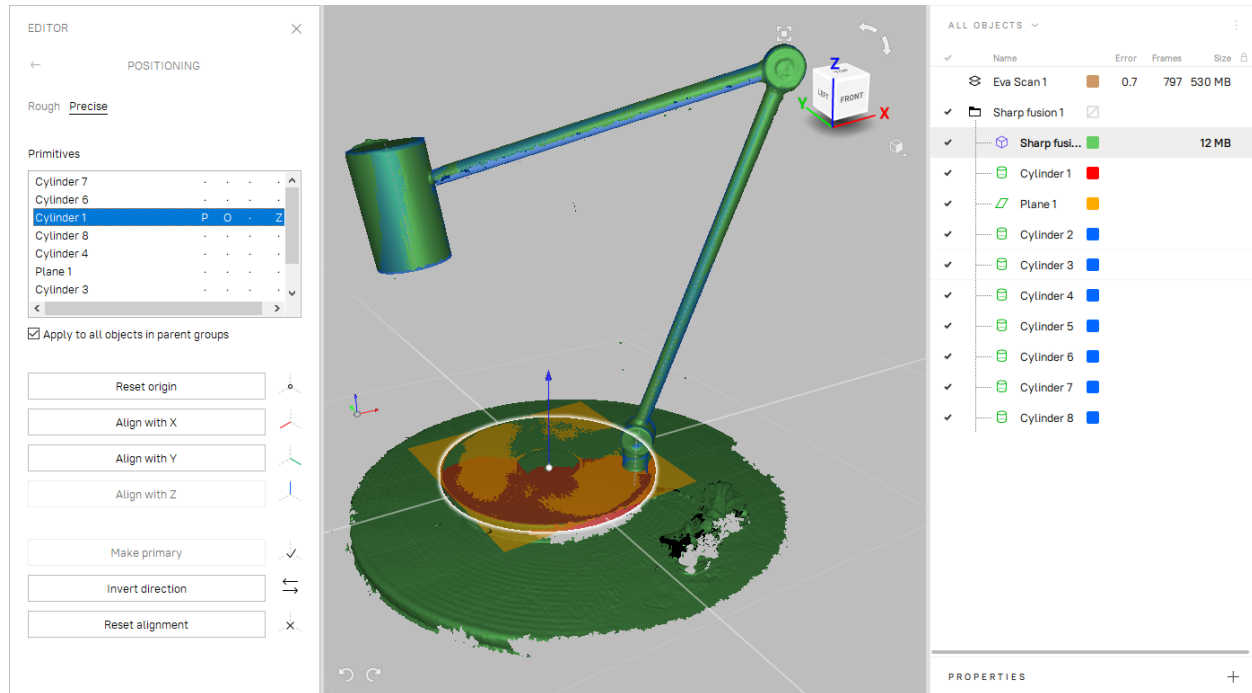 EDITOR
POSITIONING
Rough Precise
Primitives
Cylinder 7 . . . .
Cylinder 6 . . . .
Cylinder 1 P O . Z
Cylinder 8 . . . .
Cylinder 4 . . . .
Plane 1 . . . .
Cylinder 3 . . . .
Apply to all objects in parent groups
Reset origin
Align with X
Align with Y
Align with Z
Make primary
Invert direction
Reset alignment
Z
TOP
LEFT FRONT
Y
X
ALL OBJECTS
Name Error Frames Size
Eva Scan 1 0.7 797 530 MB
Sharp fusion 1
Sharp fusi... 12 MB
Cylinder 1
Plane 1
Cylinder 2
Cylinder 3
Cylinder 4
Cylinder 5
Cylinder 6
Cylinder 7
Cylinder 8
PROPERTIES